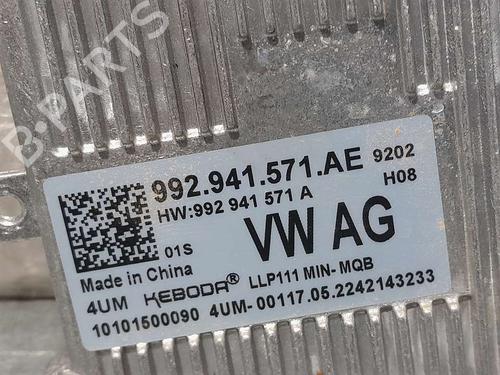 B-PARTS
992.941.571.AE 9202
HW:992 941 571 A H08
01S VW AG
Made in China
4UM KEBODA® LLP111 MIN-MQB
10101500090 4UM-00117.05.2242143233